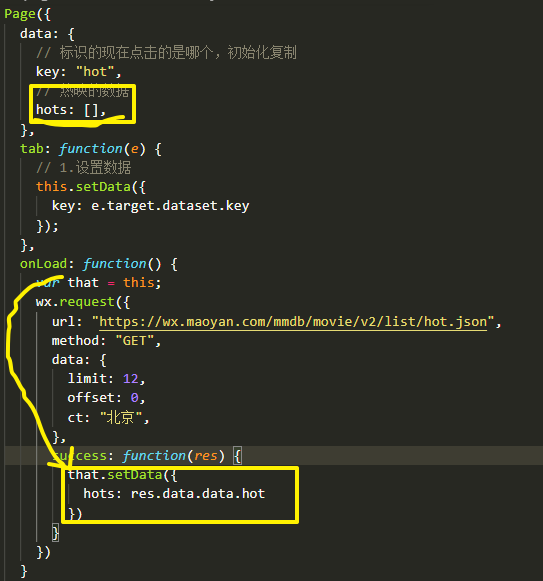 Page({
data: {
// 标识的现在点击的是哪个，初始化复制
key: "hot",
// 热映的数据
hots: [],
},
tab: function(e) {
// 1.设置数据
this.setData({
key: e.target.dataset.key
});
},
onLoad: function() {
var that = this;
wx.request({
url: "https://wx.maoyan.com/mmdb/movie/v2/list/hot.json",
method: "GET",
data: {
limit: 12,
offset: 0,
ct: "北京",
},
success: function(res) {
that.setData({
hots: res.data.data.hot
})
}
})
}